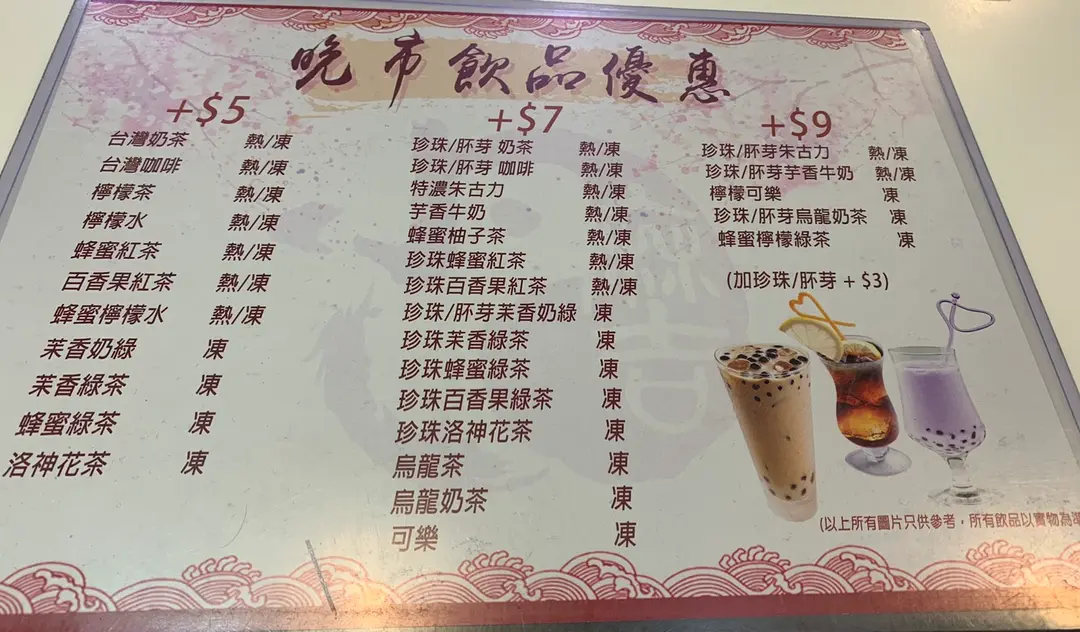 晚市飲品優惠
+$5
台灣奶茶 熱/凍
台灣咖啡 熱/凍
檸檬茶 熱/凍
檸檬水 熱/凍
蜂蜜紅茶 熱/凍
百香果紅茶 熱/凍
蜂蜜檸檬水 熱/凍
茉香奶綠 凍
茉香綠茶 凍
蜂蜜綠茶 凍
洛神花茶 凍
+$7
珍珠/胚芽 奶茶 熱/凍
珍珠/胚芽 咖啡 熱/凍
特濃朱古力 熱/凍
芋香牛奶 熱/凍
蜂蜜柚子茶 熱/凍
珍珠蜂蜜紅茶 熱/凍
珍珠百香果紅茶 熱/凍
珍珠/胚芽茉香奶綠 凍
珍珠茉香綠茶 凍
珍珠蜂蜜綠茶 凍
珍珠百香果綠茶 凍
珍珠洛神花茶 凍
烏龍茶 凍
烏龍奶茶 凍
可樂 凍
+$9
珍珠/胚芽朱古力 熱/凍
珍珠/胚芽芋香牛奶 熱/凍
檸檬可樂 凍
珍珠/胚芽烏龍奶茶 凍
蜂蜜檸檬綠茶 凍
(加珍珠/胚芽 + $3)
(以上所有圖片只供參考，所有飲品以實物為準